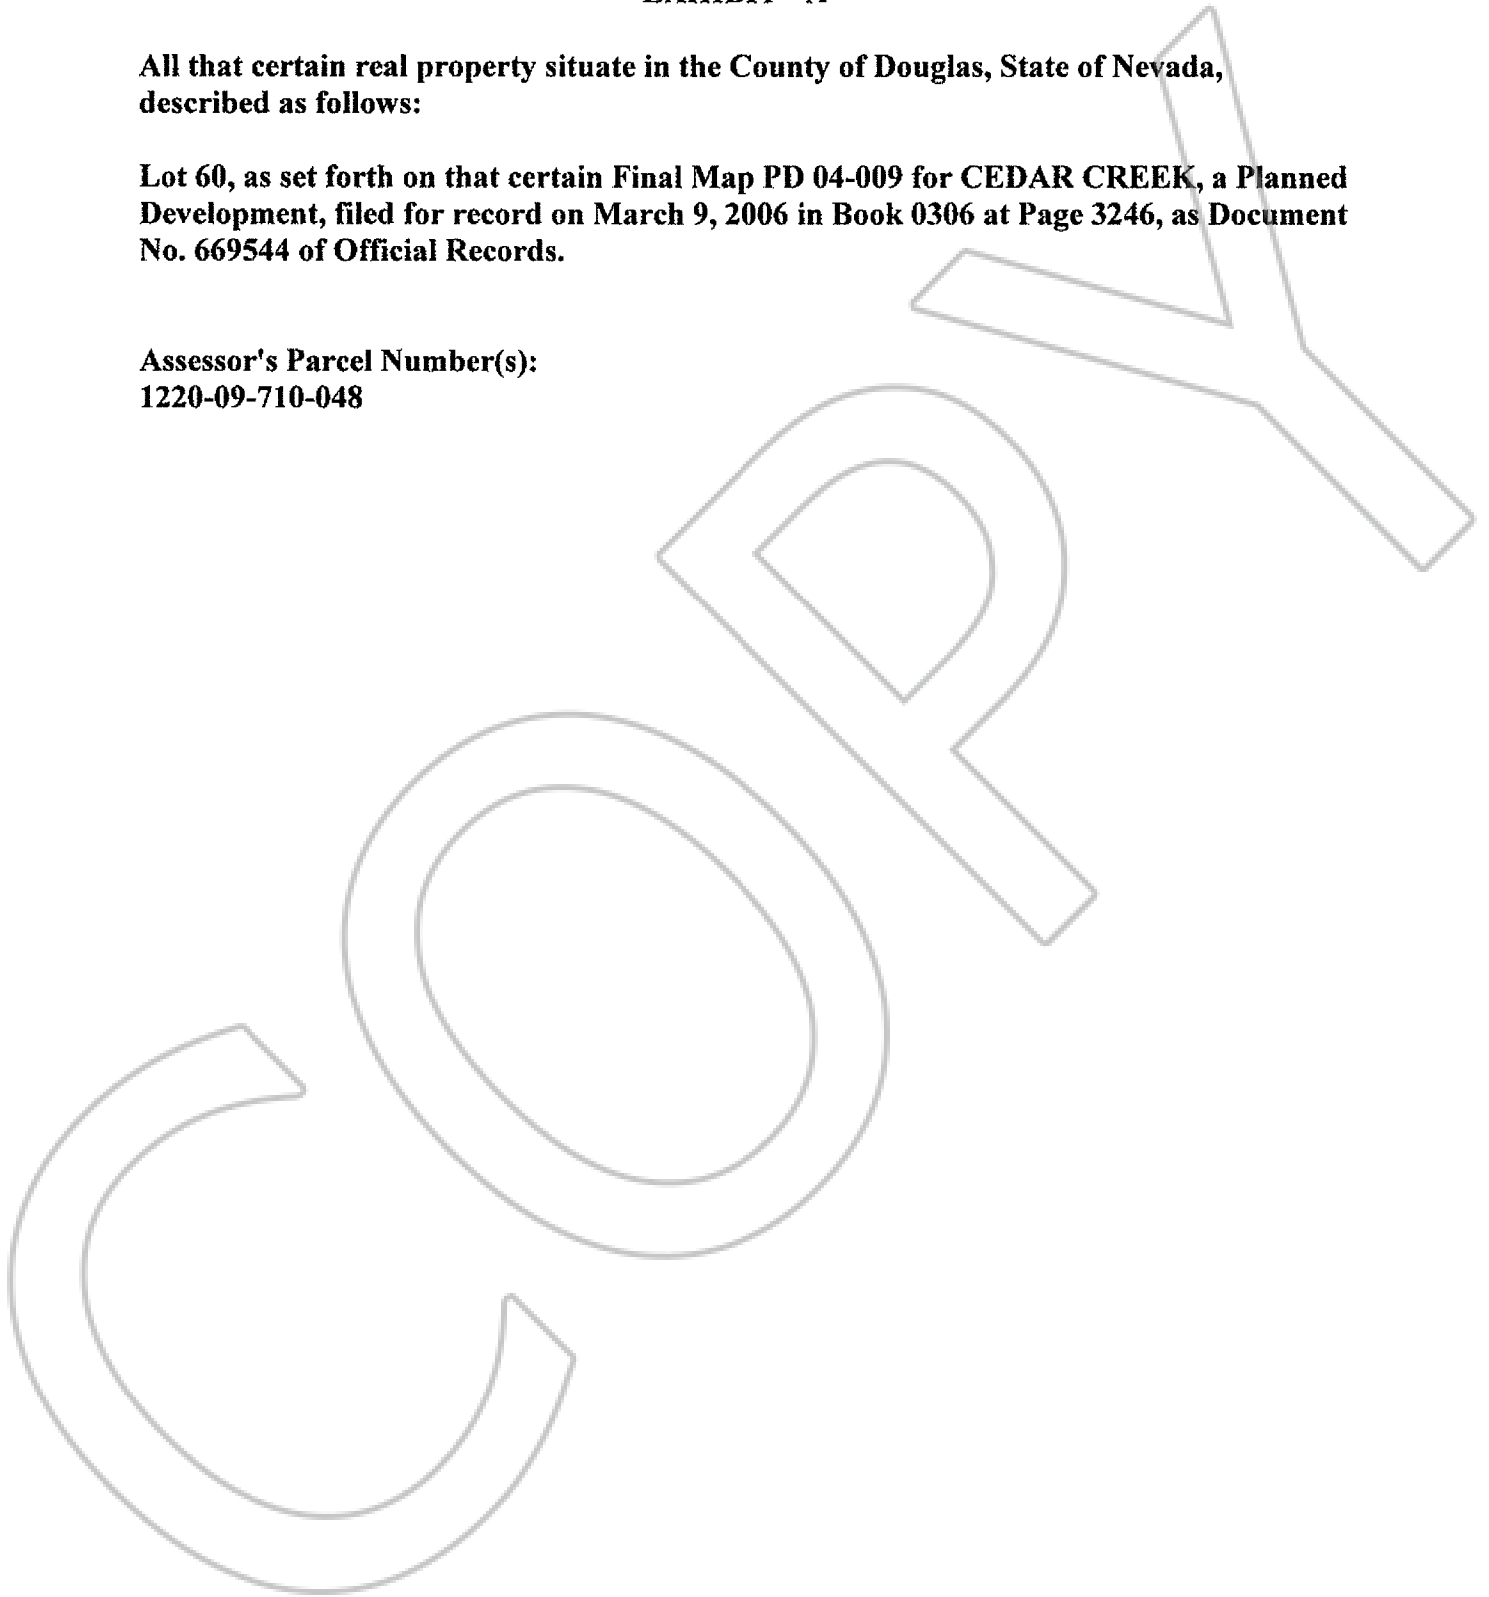 All that certain real property situate in the County of Douglas, State of Nevada,
described as follows:
Lot 60, as set forth on that certain Final Map PD 04-009 for CEDAR CREEK, a Planned
Development, filed for record on March 9, 2006 in Book 0306 at Page 3246, as Document
No. 669544 of Official Records.
Assessor's Parcel Number(s):
1220-09-710-048
COPY